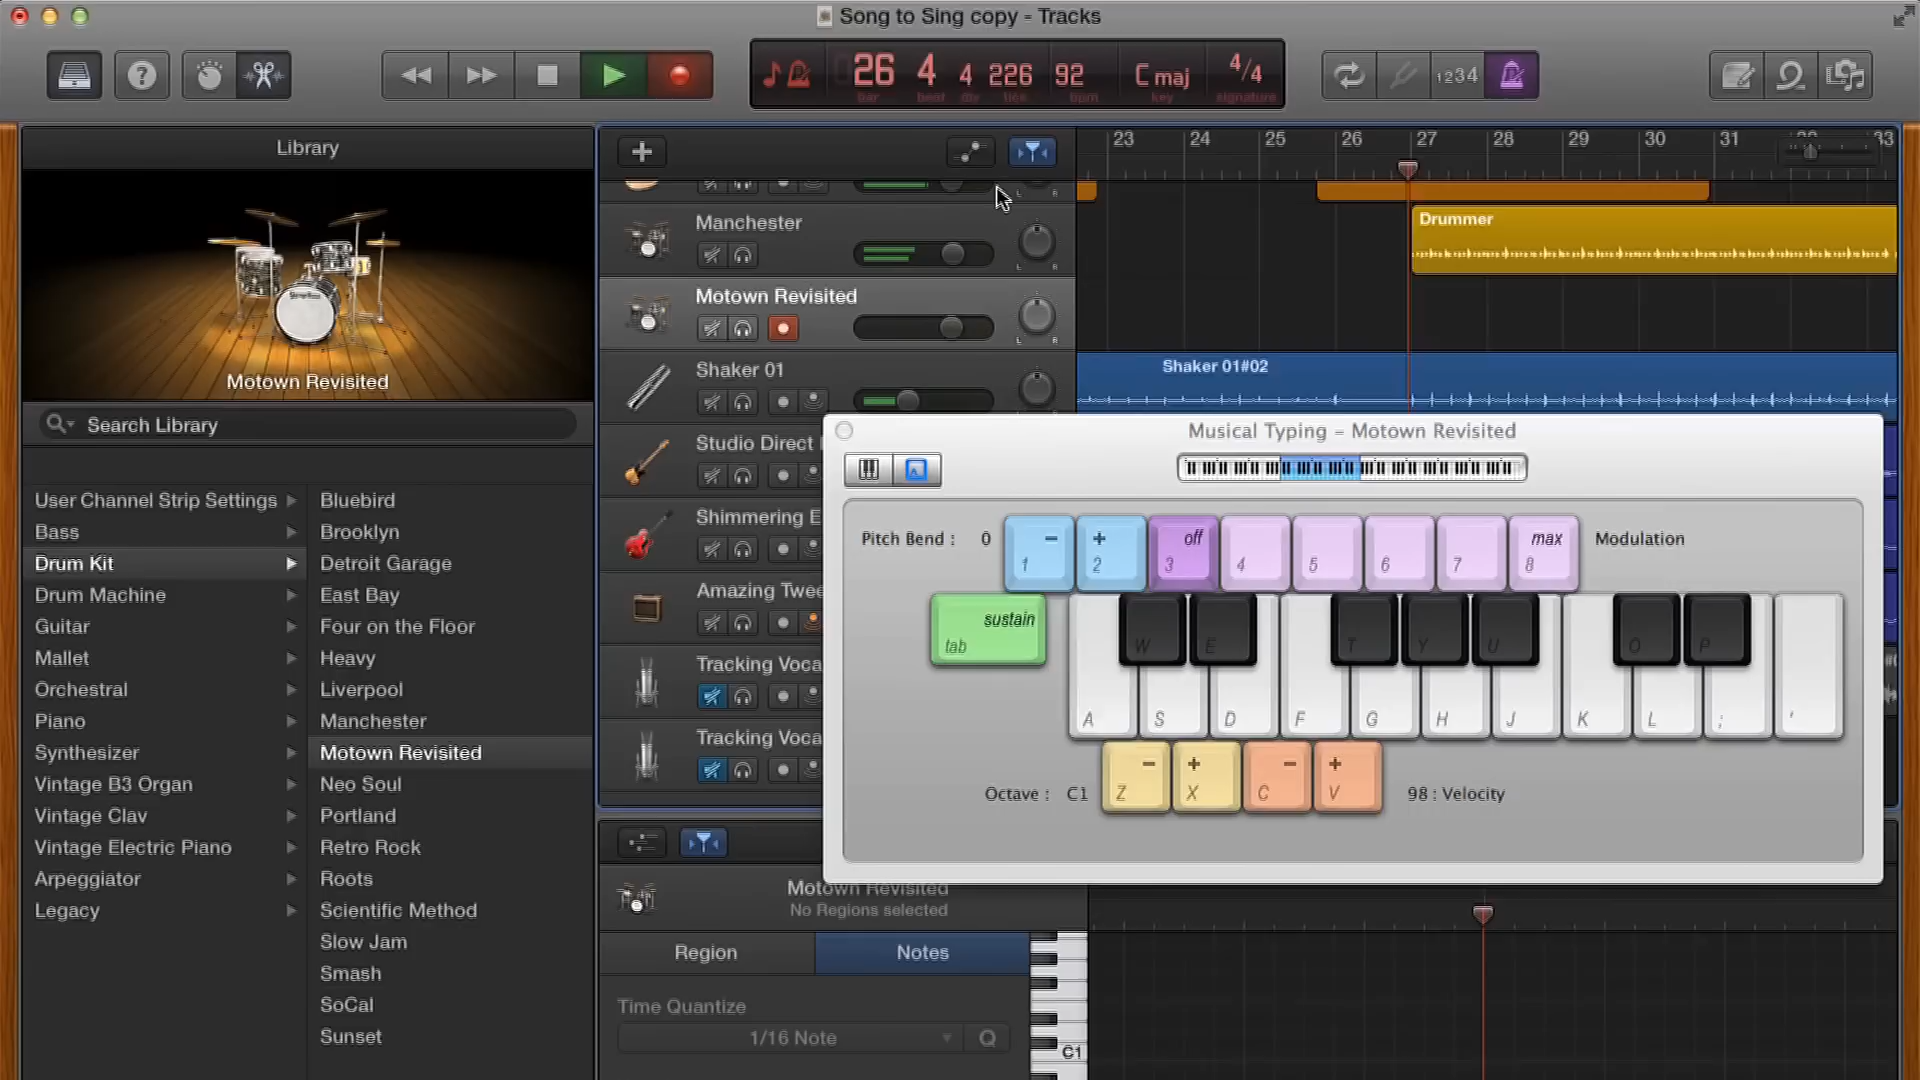 Song to Sing copy - Tracks
26 4 4 226 92 C maj 4/4
bar beat div ticks bpm key signature
1234
Library
Motown Revisited
Search Library
User Channel Strip Settings
Bass
Drum Kit
Drum Machine
Guitar
Mallet
Orchestral
Piano
Synthesizer
Vintage B3 Organ
Vintage Clav
Vintage Electric Piano
Arpeggiator
Legacy
Bluebird
Brooklyn
Detroit Garage
East Bay
Four on the Floor
Heavy
Liverpool
Manchester
Motown Revisited
Neo Soul
Portland
Retro Rock
Roots
Scientific Method
Slow Jam
Smash
SoCal
Sunset
23 24 25 26 27 28 29 30 31 32 33
L R
Manchester
L R
Motown Revisited
L R
Shaker 01
Studio Direct
Shimmering E
Amazing Twee
Tracking Voca
Tracking Voca
Drummer
Shaker 01#02
Musical Typing - Motown Revisited
Pitch Bend : 0
- 1
+ 2
off 3
4
5
6
7
max 8
Modulation
sustain
tab
W E T Y U O P
A S D F G H J K L ; '
Octave : C1
- Z
+ X
- C
+ V
98 : Velocity
Motown Revisited
No Regions selected
Region
Notes
Time Quantize
1/16 Note
Q
C1